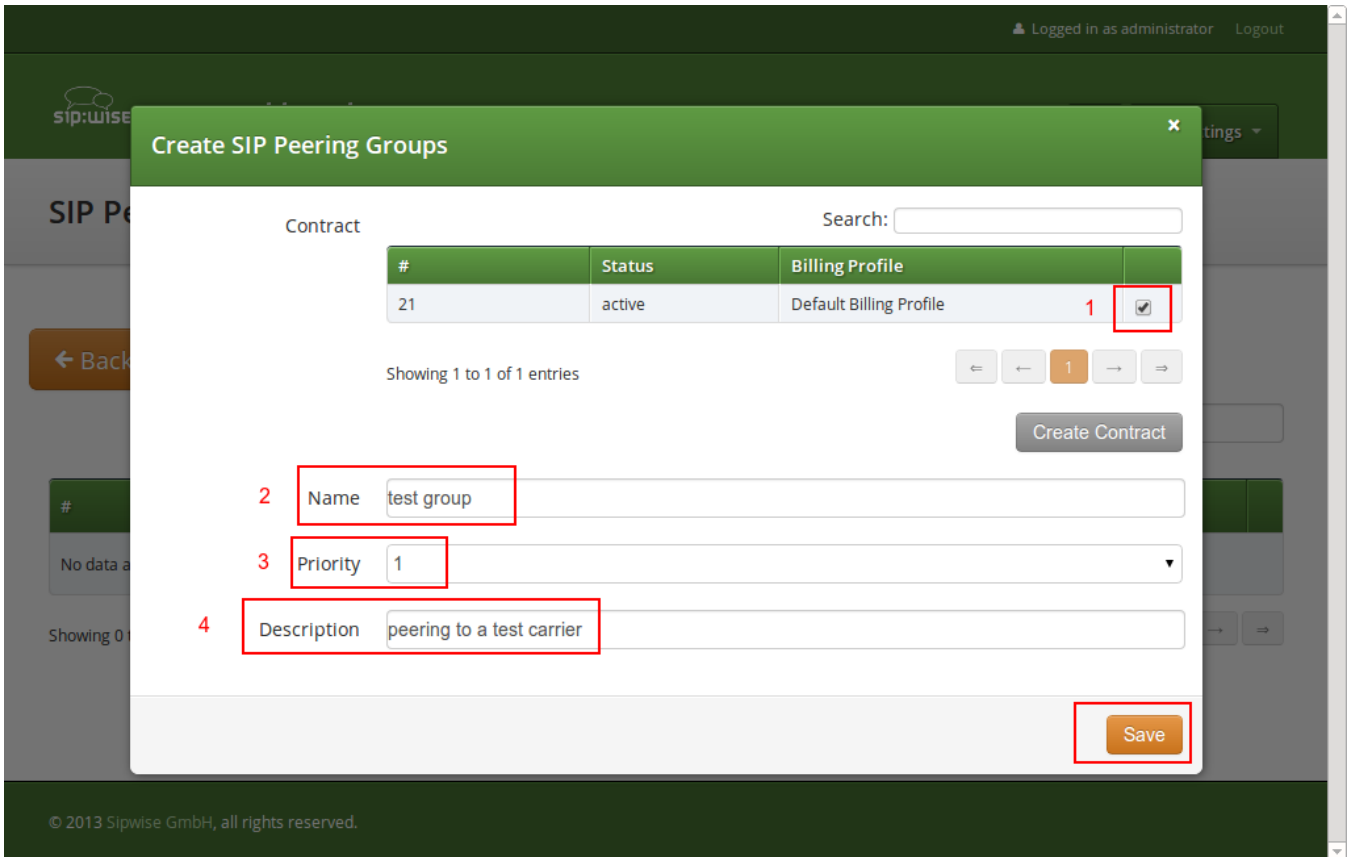 Logged in as administrator Logout
sip:wise
tings
Create SIP Peering Groups
×
SIP Pe
Contract
Search:
# Status Billing Profile
21 active Default Billing Profile 1
← Back
Showing 1 to 1 of 1 entries
⇐ ← 1 → ⇒
Create Contract
2 Name test group
#
3 Priority 1
No data a
4 Description peering to a test carrier
Showing 0 t
→ ⇒
Save
© 2013 Sipwise GmbH, all rights reserved.